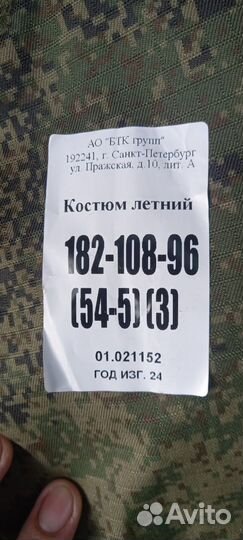 АО "БТК групп"
192241, г. Санкт-Петербург
ул. Пражская, д.10, лит. А
Костюм летний
182-108-96
(54-5)(3)
01.021152
ГОД ИЗГ. 24
Avito